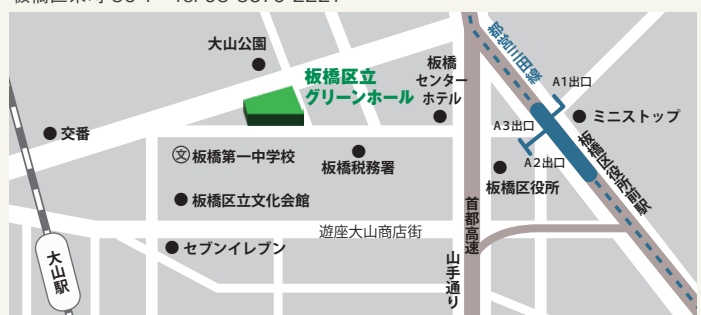 大山公園
板橋区立
グリーンホール
板橋
センター
ホテル
都営三田線
A1出口
ミニストップ
A3出口
A2出口
板橋区役所前駅
交番
文
板橋第一中学校
板橋税務署
板橋区役所
板橋区立文化会館
首都高速
遊座大山商店街
セブンイレブン
山手通り
大山駅